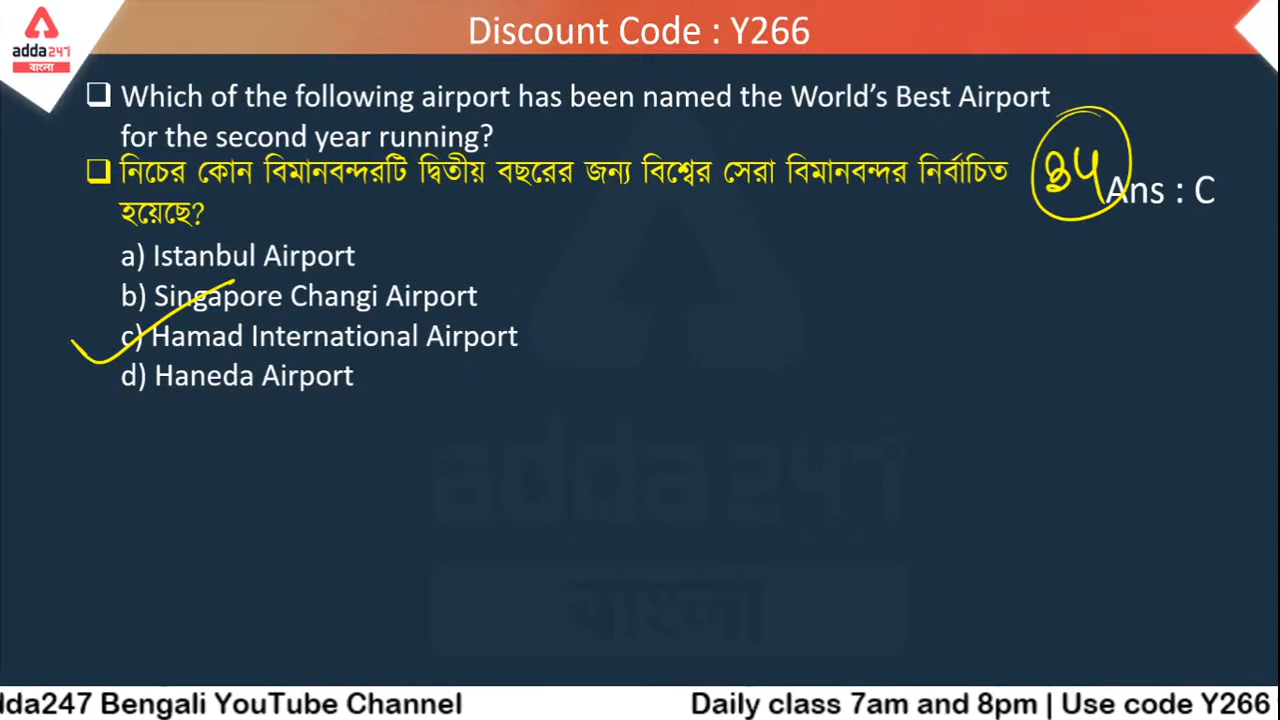 Discount Code : Y266
adda247
বাংলা
❑ Which of the following airport has been named the World's Best Airport
for the second year running?
❑ নিচের কোন বিমানবন্দরটি দ্বিতীয় বছরের জন্য বিশ্বের সেরা বিমানবন্দর নির্বাচিত
হয়েছে?
Ans : C
a) Istanbul Airport
b) Singapore Changi Airport
c) Hamad International Airport
d) Haneda Airport
adda247
বাংলা
dda247 Bengali YouTube Channel
Daily class 7am and 8pm | Use code Y266